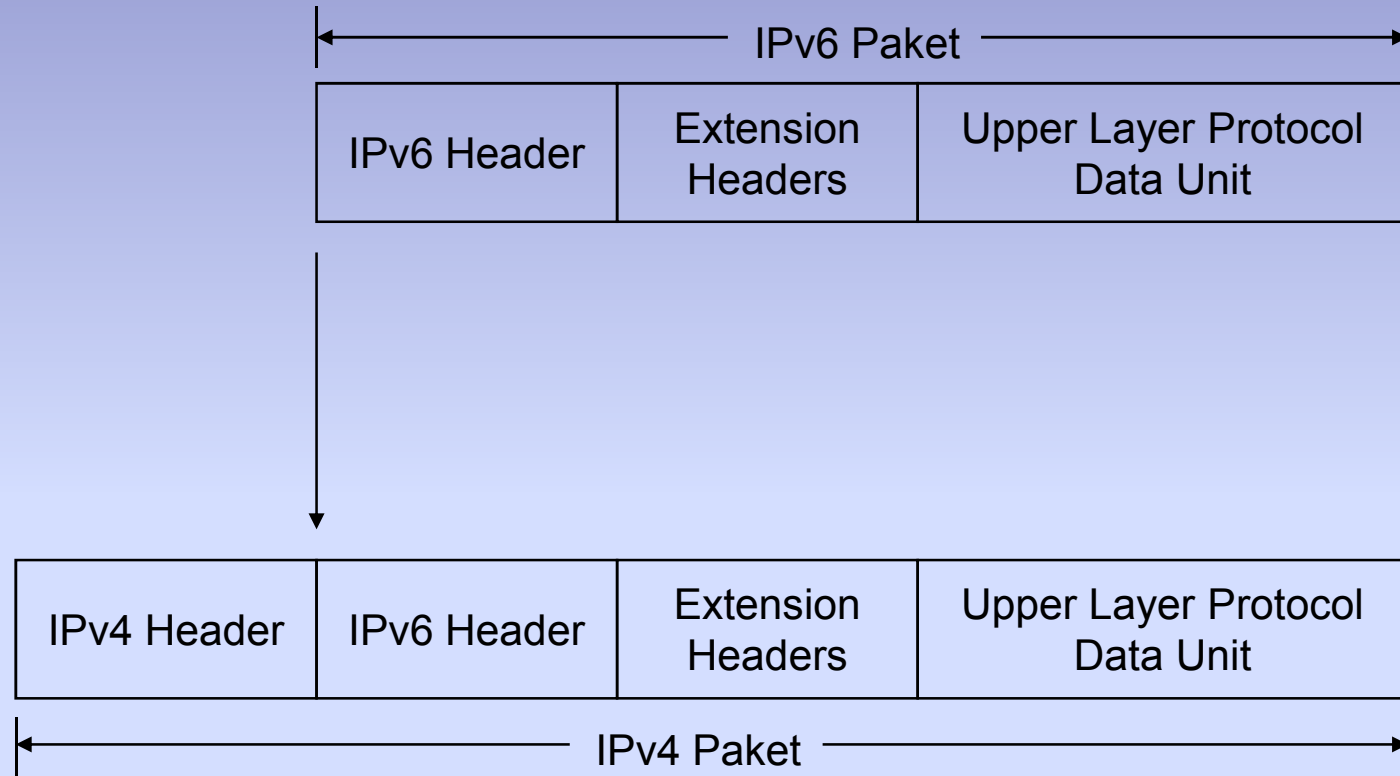 IPv6 Paket
IPv6 Header
Extension
Headers
Upper Layer Protocol
Data Unit
IPv4 Header
IPv6 Header
Extension
Headers
Upper Layer Protocol
Data Unit
IPv4 Paket